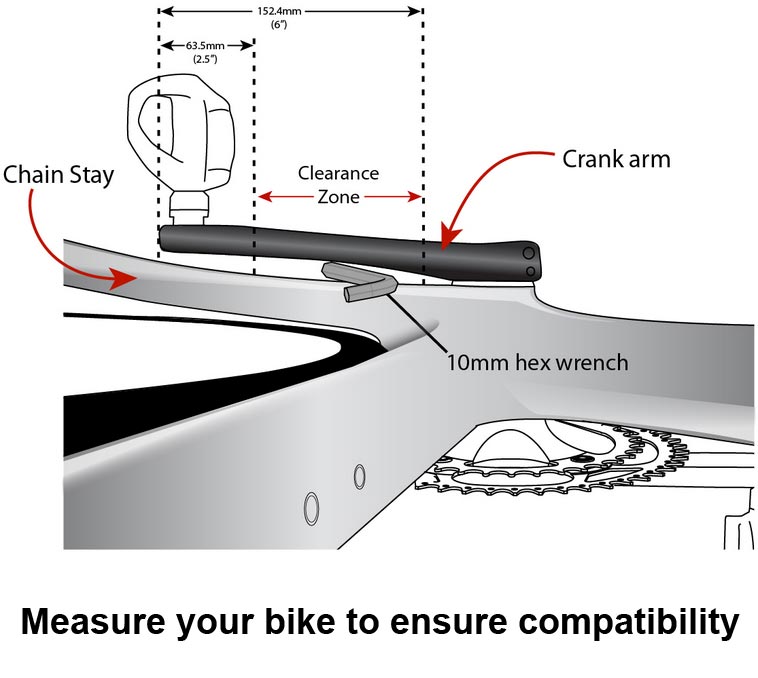 152.4mm
(6")
63.5mm
(2.5")
Clearance
Zone
Crank arm
Chain Stay
10mm hex wrench
Measure your bike to ensure compatibility